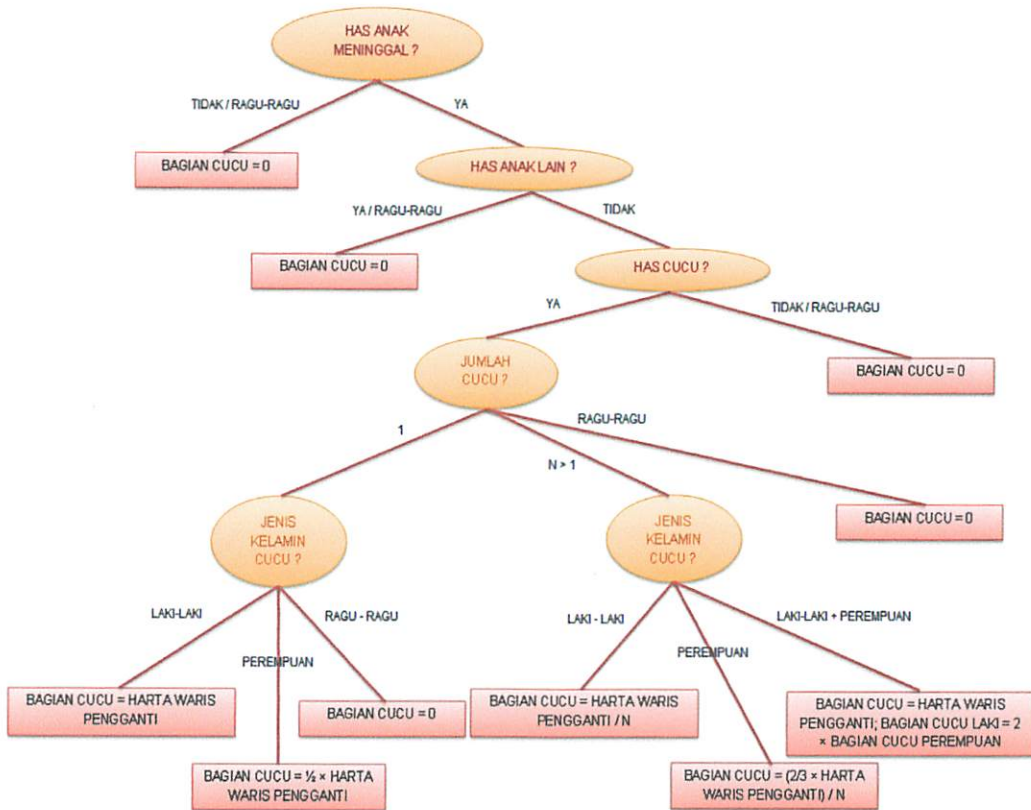 HAS ANAK
MENINGGAL ?
TIDAK / RAGU-RAGU
YA
BAGIAN CUCU = 0
HAS ANAK LAIN ?
YA / RAGU-RAGU
TIDAK
BAGIAN CUCU = 0
HAS CUCU ?
YA
TIDAK / RAGU-RAGU
JUMLAH
CUCU ?
BAGIAN CUCU = 0
1
N > 1
RAGU-RAGU
BAGIAN CUCU = 0
JENIS
KELAMIN
CUCU ?
JENIS
KELAMIN
CUCU ?
LAKI-LAKI
PEREMPUAN
RAGU - RAGU
LAKI - LAKI
PEREMPUAN
LAKI-LAKI + PEREMPUAN
BAGIAN CUCU = HARTA WARIS
PENGGANTI
BAGIAN CUCU = 0
BAGIAN CUCU = HARTA WARIS
PENGGANTI / N
BAGIAN CUCU = HARTA WARIS
PENGGANTI; BAGIAN CUCU LAKI = 2
× BAGIAN CUCU PEREMPUAN
BAGIAN CUCU = ½ × HARTA
WARIS PENGGANTI
BAGIAN CUCU = (2/3 × HARTA
WARIS PENGGANTI) / N